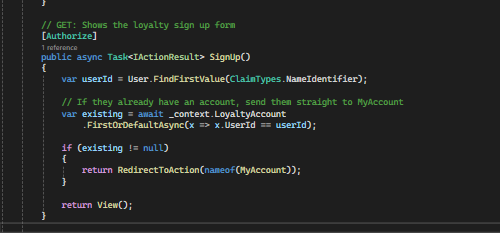 }
// GET: Shows the loyalty sign up form
[Authorize]
1 reference
public async Task<IActionResult> SignUp()
{
var userId = User.FindFirstValue(ClaimTypes.NameIdentifier);
// If they already have an account, send them straight to MyAccount
var existing = await _context.LoyaltyAccount
.FirstOrDefaultAsync(x => x.UserId == userId);
if (existing != null)
{
return RedirectToAction(nameof(MyAccount));
}
return View();
}